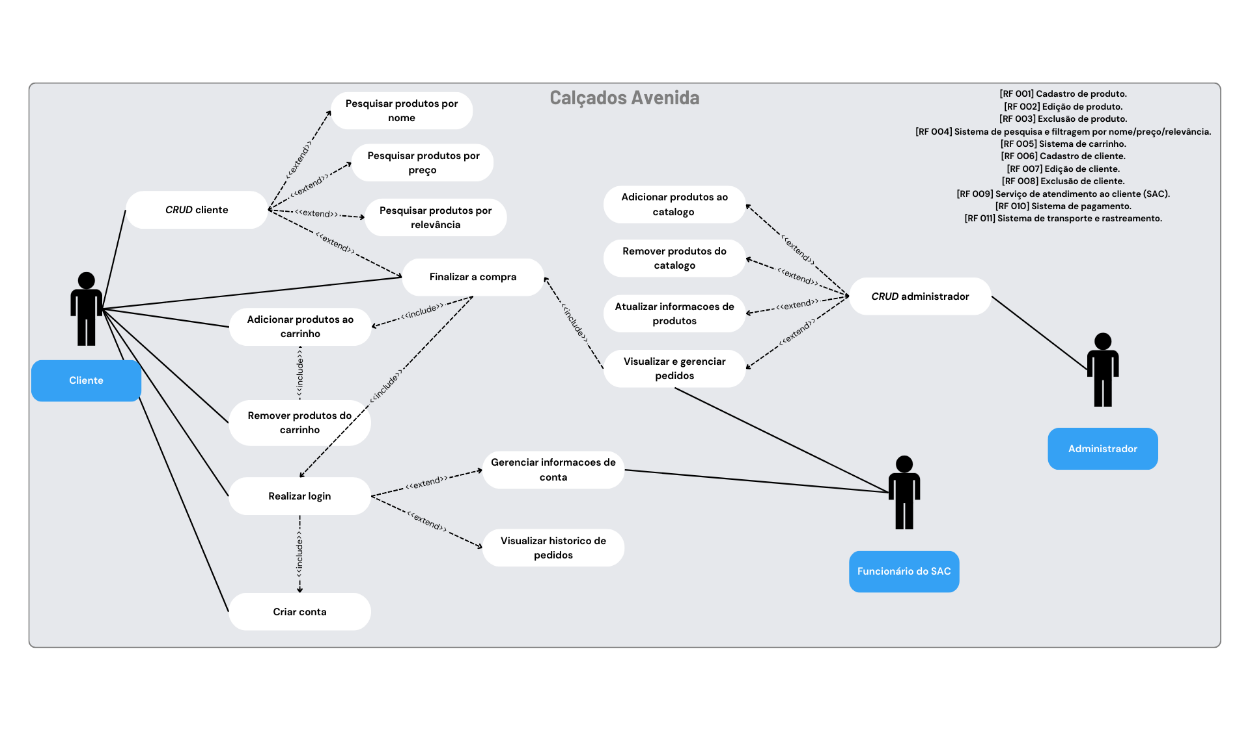 Calçados Avenida
[RF 001] Cadastro de produto.
[RF 002] Edição de produto.
[RF 003] Exclusão de produto.
[RF 004] Sistema de pesquisa e filtragem por nome/preço/relevância.
[RF 005] Sistema de carrinho.
[RF 006] Cadastro de cliente.
[RF 007] Edição de cliente.
[RF 008] Exclusão de cliente.
[RF 009] Serviço de atendimento ao cliente (SAC).
[RF 010] Sistema de pagamento.
[RF 011] Sistema de transporte e rastreamento.
Pesquisar produtos por
nome
<<extend>>
Pesquisar produtos por
preço
<<extend>>
CRUD cliente
<<extend>>
Pesquisar produtos por
relevância
<<extend>>
Finalizar a compra
Adicionar produtos ao
carrinho
<<include>>
<<include>>
<<include>>
Remover produtos do
carrinho
Cliente
Realizar login
<<extend>>
Gerenciar informacoes de
conta
<<extend>>
Visualizar historico de
pedidos
<<include>>
Criar conta
Adicionar produtos ao
catalogo
<<extend>>
Remover produtos do
catalogo
<<extend>>
CRUD administrador
Atualizar informacoes de
produtos
<<extend>>
Visualizar e gerenciar
pedidos
<<extend>>
<<include>>
Administrador
Funcionário do SAC